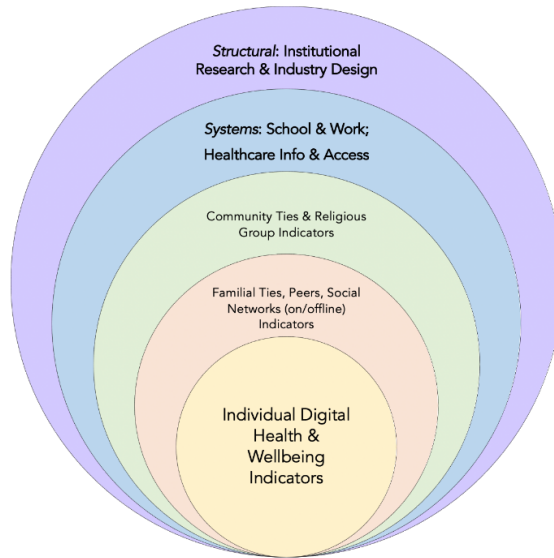 Structural: Institutional
Research & Industry Design
Systems: School & Work;
Healthcare Info & Access
Community Ties & Religious
Group Indicators
Familial Ties, Peers, Social
Networks (on/offline)
Indicators
Individual Digital
Health &
Wellbeing
Indicators